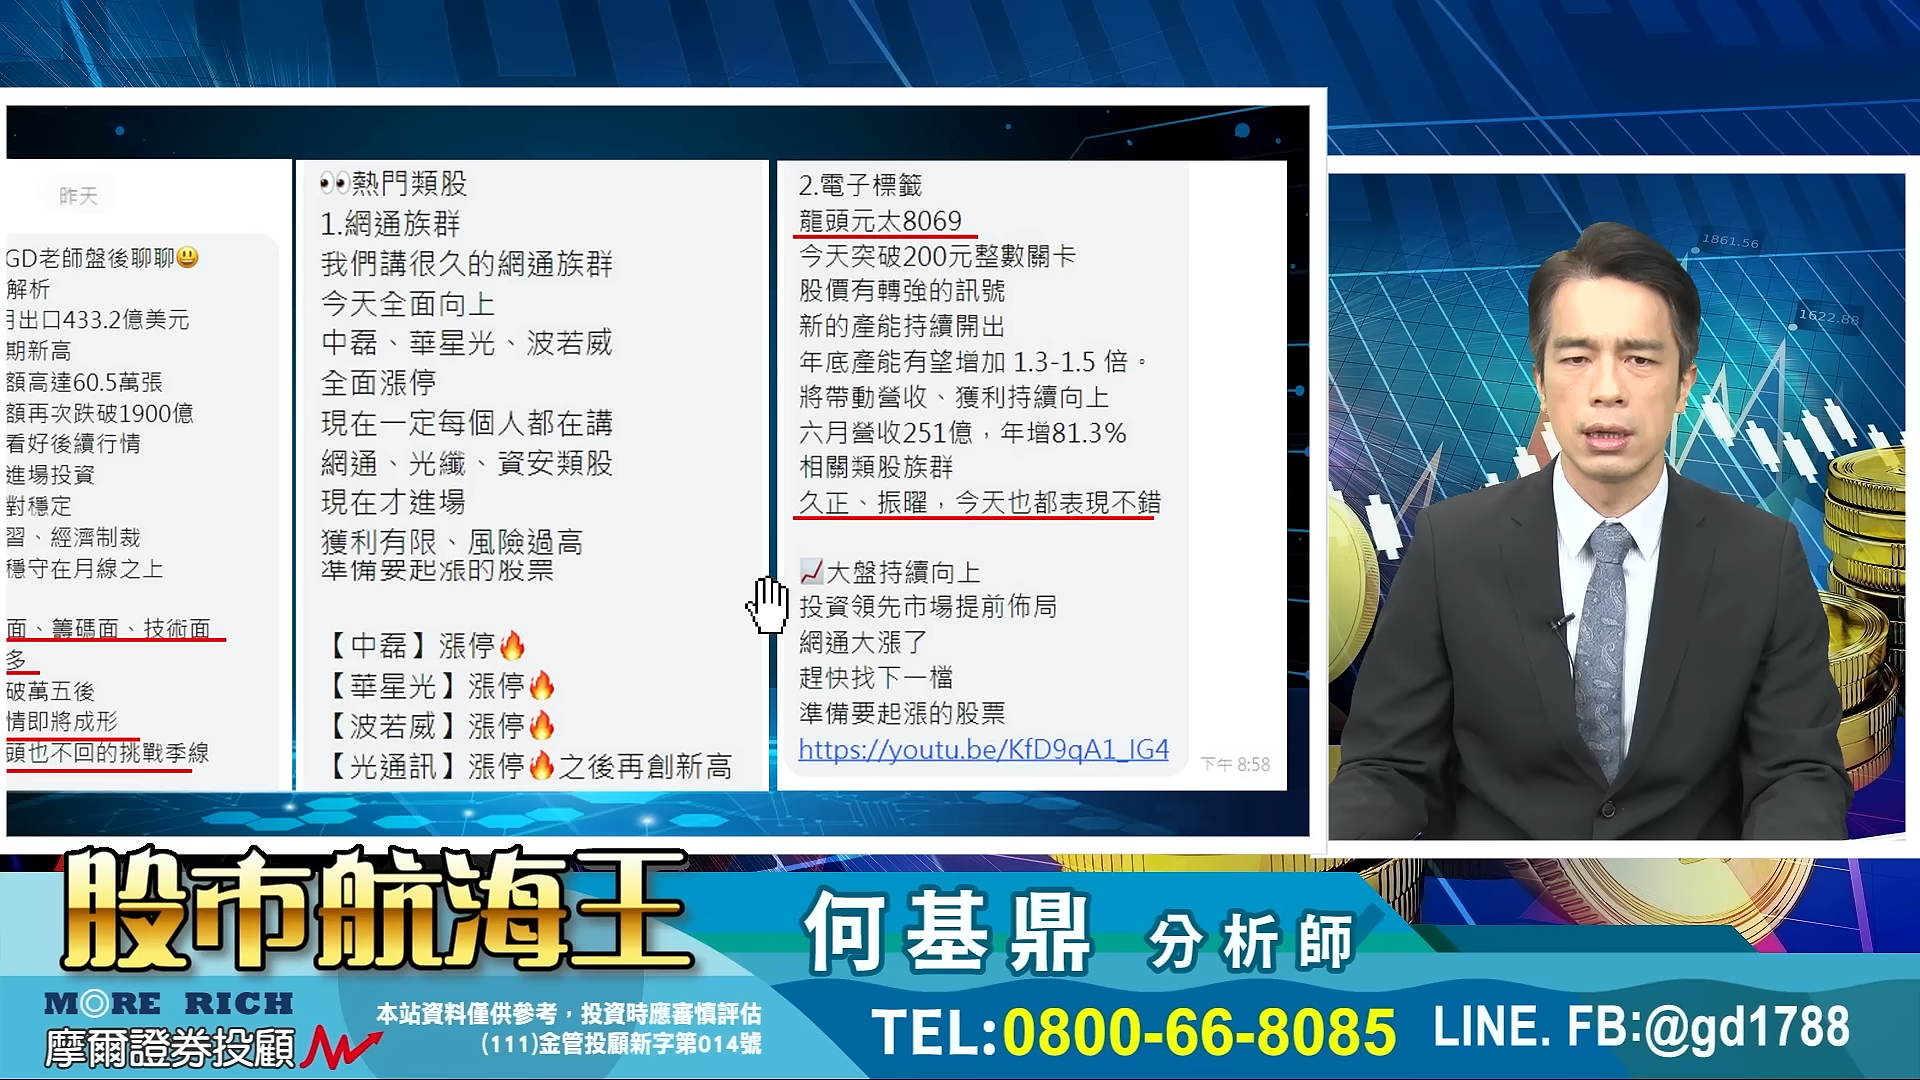 昨天
GD老師盤後聊聊😃
解析
月出口433.2億美元
期新高
額高達60.5萬張
額再次跌破1900億
看好後續行情
進場投資
對穩定
習、經濟制裁
穩守在月線之上
面、籌碼面、技術面
多
破萬五後
情即將成形
頭也不回的挑戰季線
👀熱門類股
1.網通族群
我們講很久的網通族群
今天全面向上
中磊、華星光、波若威
全面漲停
現在一定每個人都在講
網通、光纖、資安類股
現在才進場
獲利有限、風險過高
準備要起漲的股票
【中磊】漲停🔥
【華星光】漲停🔥
【波若威】漲停🔥
【光通訊】漲停🔥之後再創新高
2.電子標籤
龍頭元太8069
今天突破200元整數關卡
股價有轉強的訊號
新的產能持續開出
年底產能有望增加 1.3-1.5 倍。
將帶動營收、獲利持續向上
六月營收251億，年增81.3%
相關類股族群
久正、振曜，今天也都表現不錯
📈大盤持續向上
投資領先市場提前佈局
網通大漲了
趕快找下一檔
準備要起漲的股票
https://youtu.be/KfD9qA1_IG4
下午 8:58
1861.56
1622.88
股市航海王
MORE RICH
摩爾證券投顧
本站資料僅供參考，投資時應審慎評估
(111)金管投顧新字第014號
何基鼎 分析師
TEL:0800-66-8085
LINE. FB:@gd1788